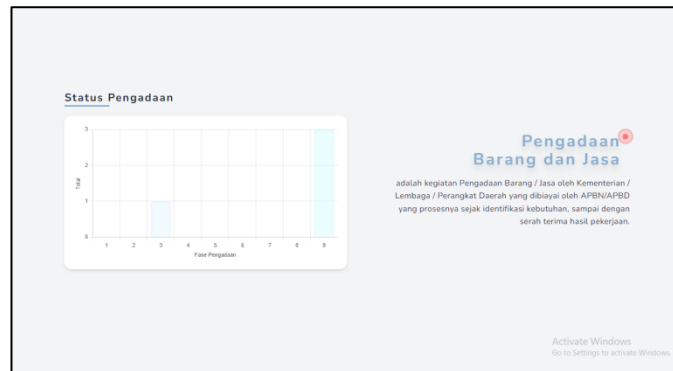 Status Pengadaan
3
2
1
0
Total
1 2 3 4 5 6 7 8 9
Fase Pengadaan
Pengadaan
Barang dan Jasa
adalah kegiatan Pengadaan Barang / Jasa oleh Kementerian /
Lembaga / Perangkat Daerah yang dibiayai oleh APBN/APBD
yang prosesnya sejak identifikasi kebutuhan, sampai dengan
serah terima hasil pekerjaan.
Activate Windows
Go to Settings to activate Windows.